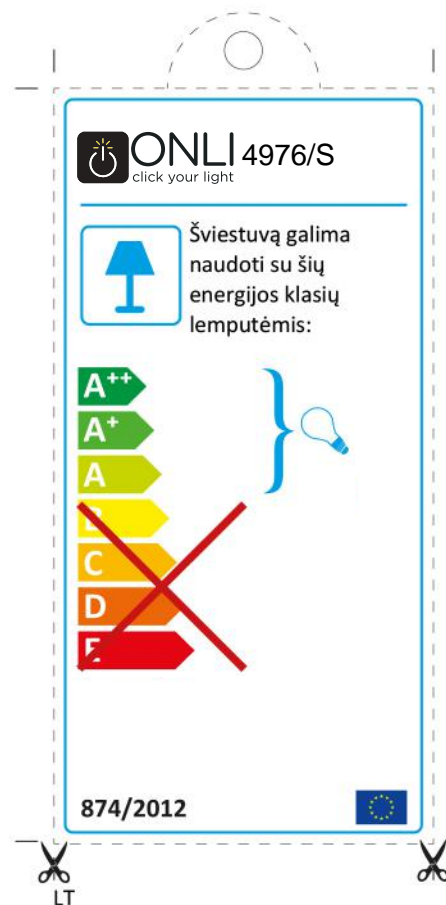 ONLI 4976/S
click your light
Šviestuvą galima
naudoti su šių
energijos klasių
lemputėmis:
A++
A+
A
B
C
D
E
874/2012
LT